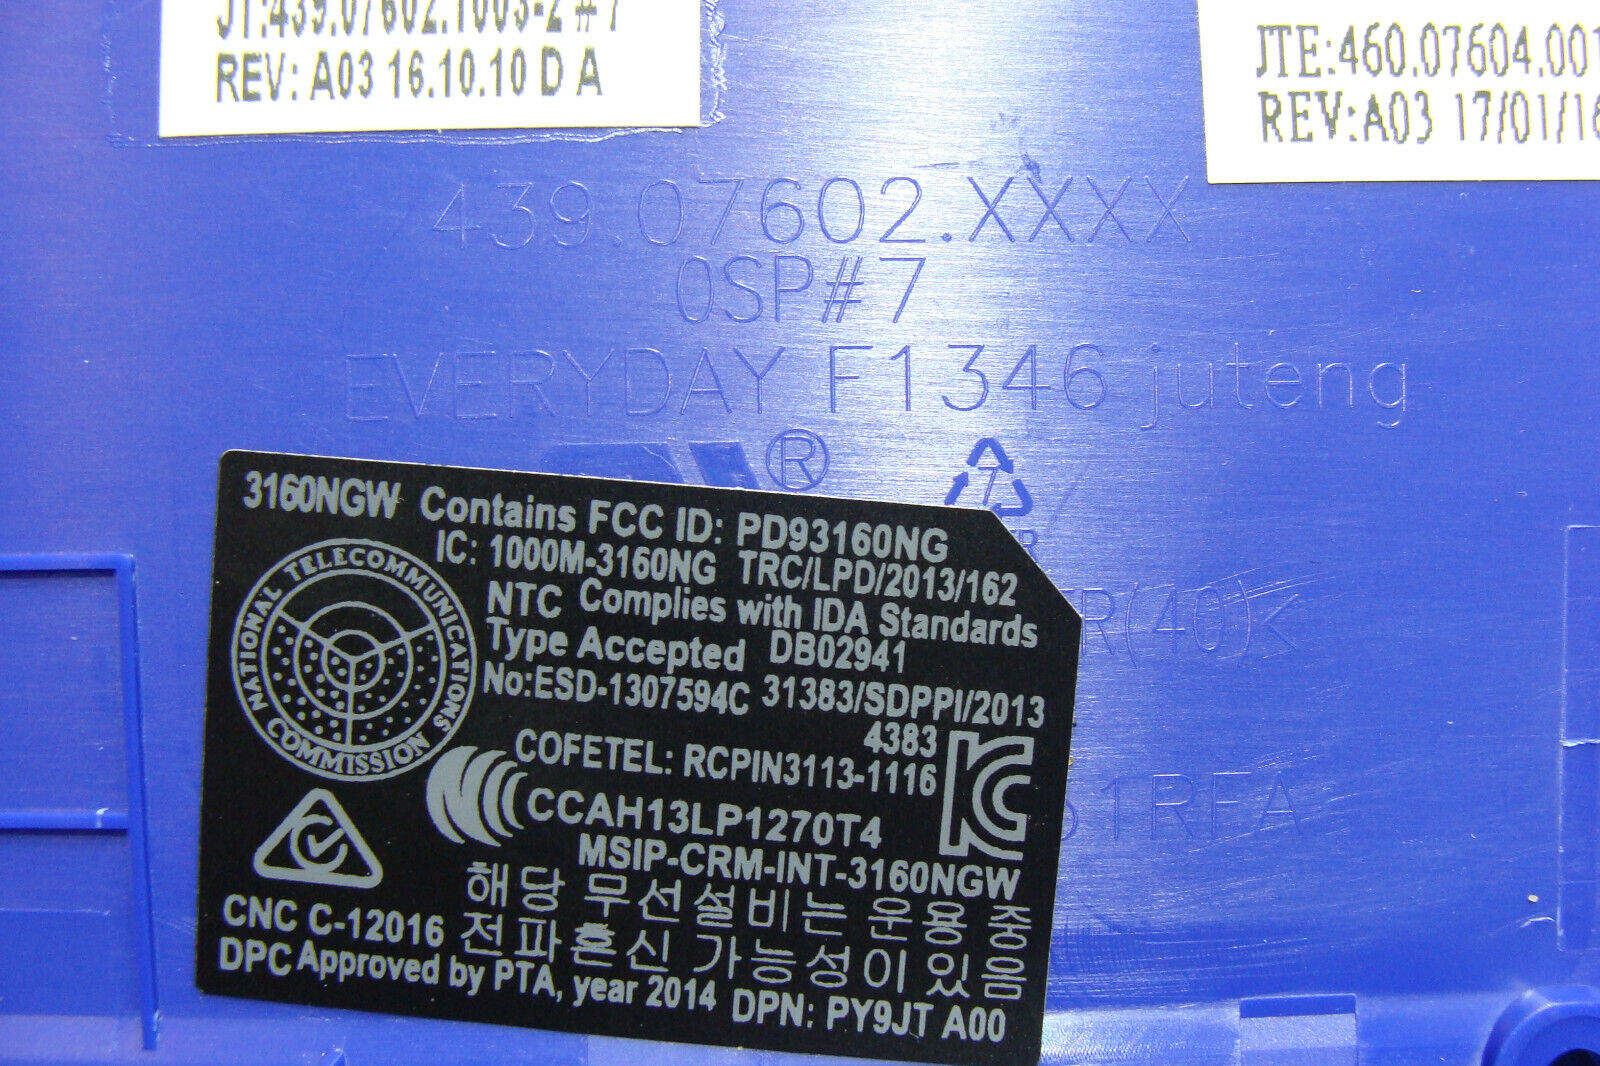 J1:439.07602.1003-2 # 7
REV: A03 16.10.10 D A
JTE:460.07604.001
REV:A03 17/01/16
439.07602.XXXX
0SP#7
EVERYDAY F1346 juteng
®
3160NGW Contains FCC ID: PD93160NG
IC: 1000M-3160NG TRC/LPD/2013/162
NTC Complies with IDA Standards
Type Accepted DB02941
No:ESD-1307594C 31383/SDPPI/2013
4383
COFETEL: RCPIN3113-1116
CCAH13LP1270T4
MSIP-CRM-INT-3160NGW
해당 무선설비는 운용 중
전파혼신 가능성이 있음
CNC C-12016
DPC Approved by PTA, year 2014 DPN: PY9JT A00
NATIONAL TELECOMMUNICATIONS COMMISSION
R(40)<
51RFA